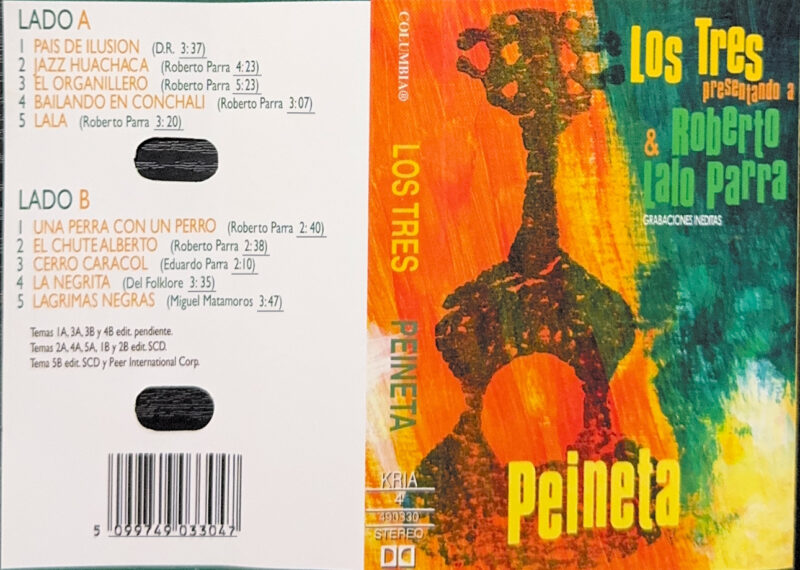 LADO A
1 PAIS DE ILUSION (D.R. 3:37)
2 JAZZ HUACHACA (Roberto Parra 4:23)
3 EL ORGANILLERO (Roberto Parra 5:23)
4 BAILANDO EN CONCHALI (Roberto Parra 3:07)
5 LALA (Roberto Parra 3:20)
LADO B
1 UNA PERRA CON UN PERRO (Roberto Parra 2:40)
2 EL CHUTEALBERTO (Roberto Parra 2:38)
3 CERRO CARACOL (Eduardo Parra 2:10)
4 LA NEGRITA (Del Folklore 3:35)
5 LAGRIMAS NEGRAS (Miguel Matamoros 3:47)
Temas 1A, 3A, 3B y 4B edit. pendiente.
Temas 2A, 4A, 5A, 1B y 2B edit. SCD.
Tema 5B edit. SCD y Peer International Corp.
5 099749 033047
COLUMBIA®
LOS TRES PEINETA
KRIA
4
490330
STEREO
Los Tres
presentando a
Roberto
& Lalo Parra
GRABACIONES INEDITAS
Peineta